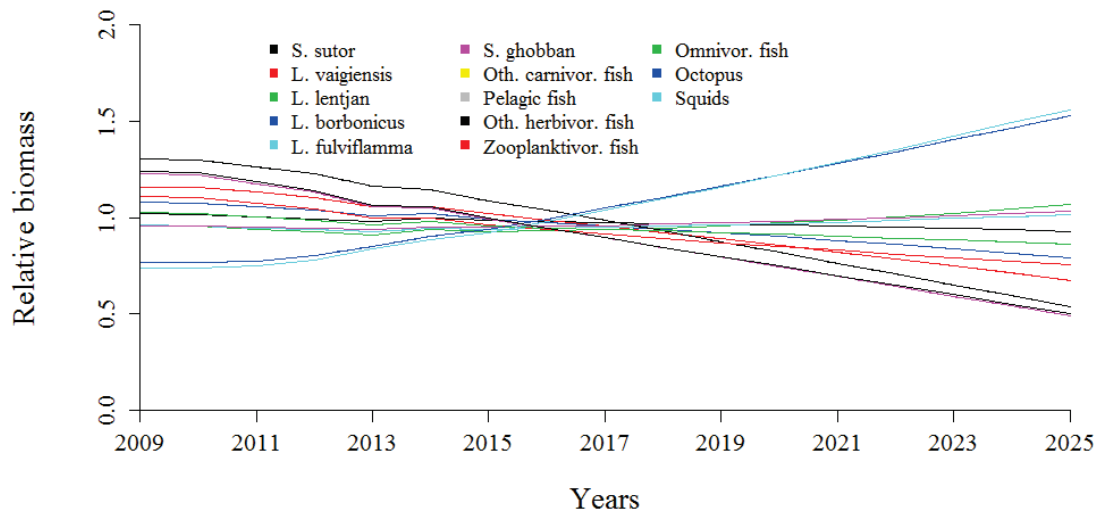 2.0
1.5
1.0
0.5
0.0
Relative biomass
S. sutor
L. vaigiensis
L. lentjan
L. borbonicus
L. fulviflamma
S. ghobban
Oth. carnivor. fish
Pelagic fish
Oth. herbivor. fish
Zooplanktivor. fish
Omnivor. fish
Octopus
Squids
2009 2011 2013 2015 2017 2019 2021 2023 2025
Years